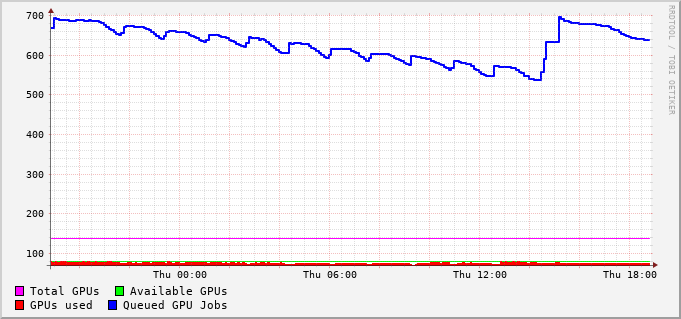 700
600
500
400
300
200
100
Thu 00:00 Thu 06:00 Thu 12:00 Thu 18:00
Total GPUs Available GPUs
GPUs used Queued GPU Jobs
RRDTOOL / TOBI OETIKER